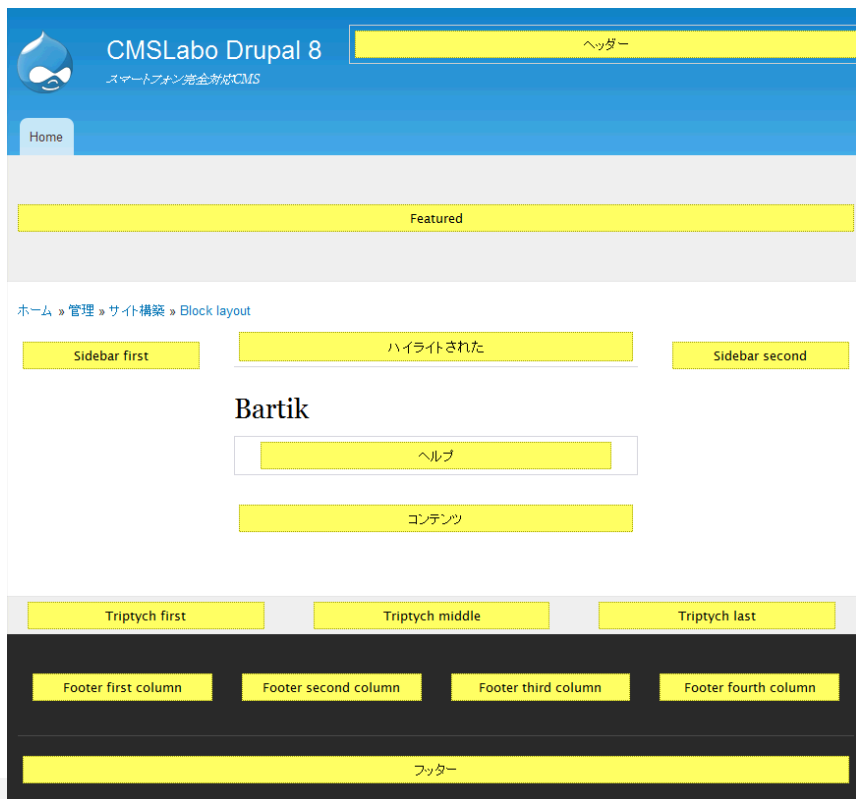 CMSLabo Drupal 8
ヘッダー
スマートフォン完全対応CMS
Home
Featured
ホーム » 管理 » サイト構築 » Block layout
Sidebar first
ハイライトされた
Sidebar second
Bartik
ヘルプ
コンテンツ
Triptych first
Triptych middle
Triptych last
Footer first column
Footer second column
Footer third column
Footer fourth column
フッター